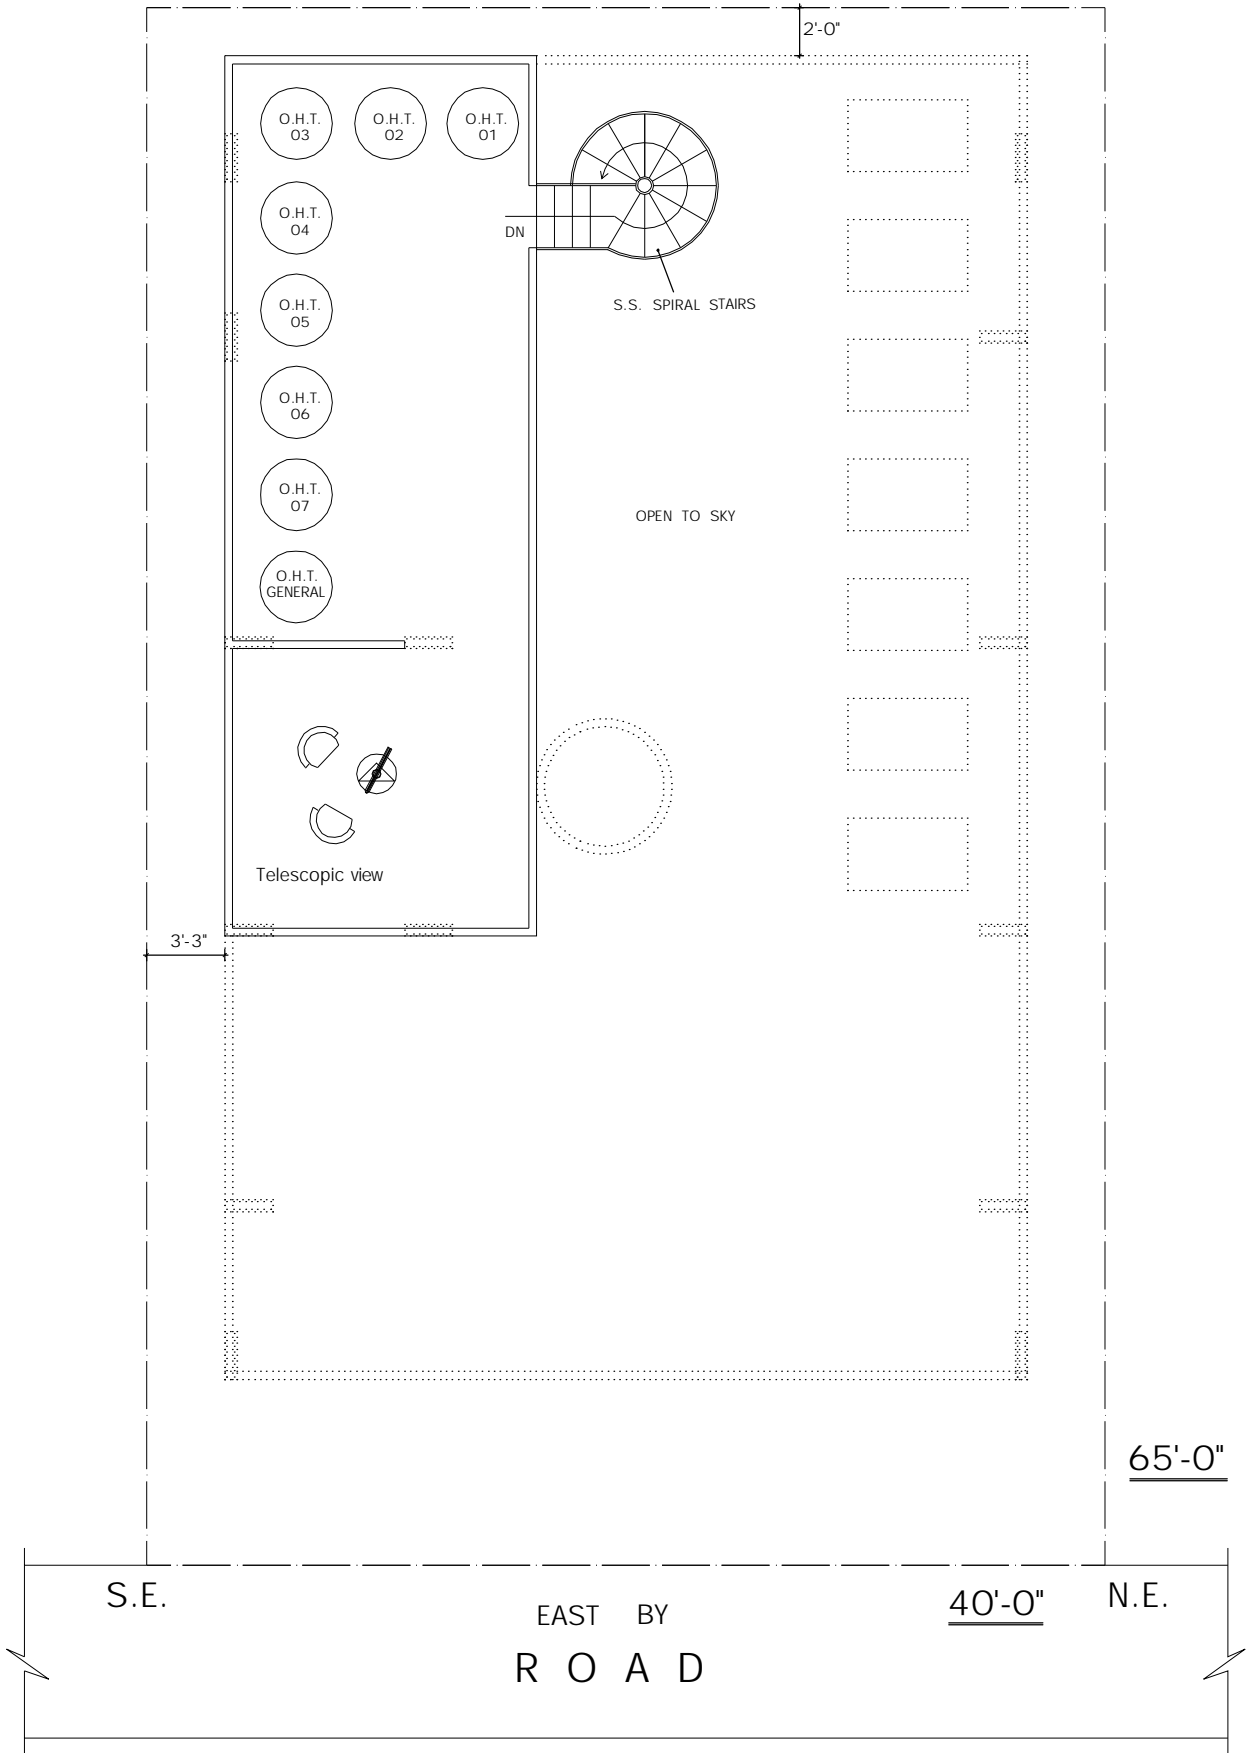 2'-0"
O.H.T.
03
O.H.T.
02
O.H.T.
01
O.H.T.
04
DN
O.H.T.
05
S.S. SPIRAL STAIRS
O.H.T.
06
O.H.T.
07
OPEN TO SKY
O.H.T.
GENERAL
Telescopic view
3'-3"
65'-0"
S.E.
EAST BY
40'-0"
N.E.
ROAD